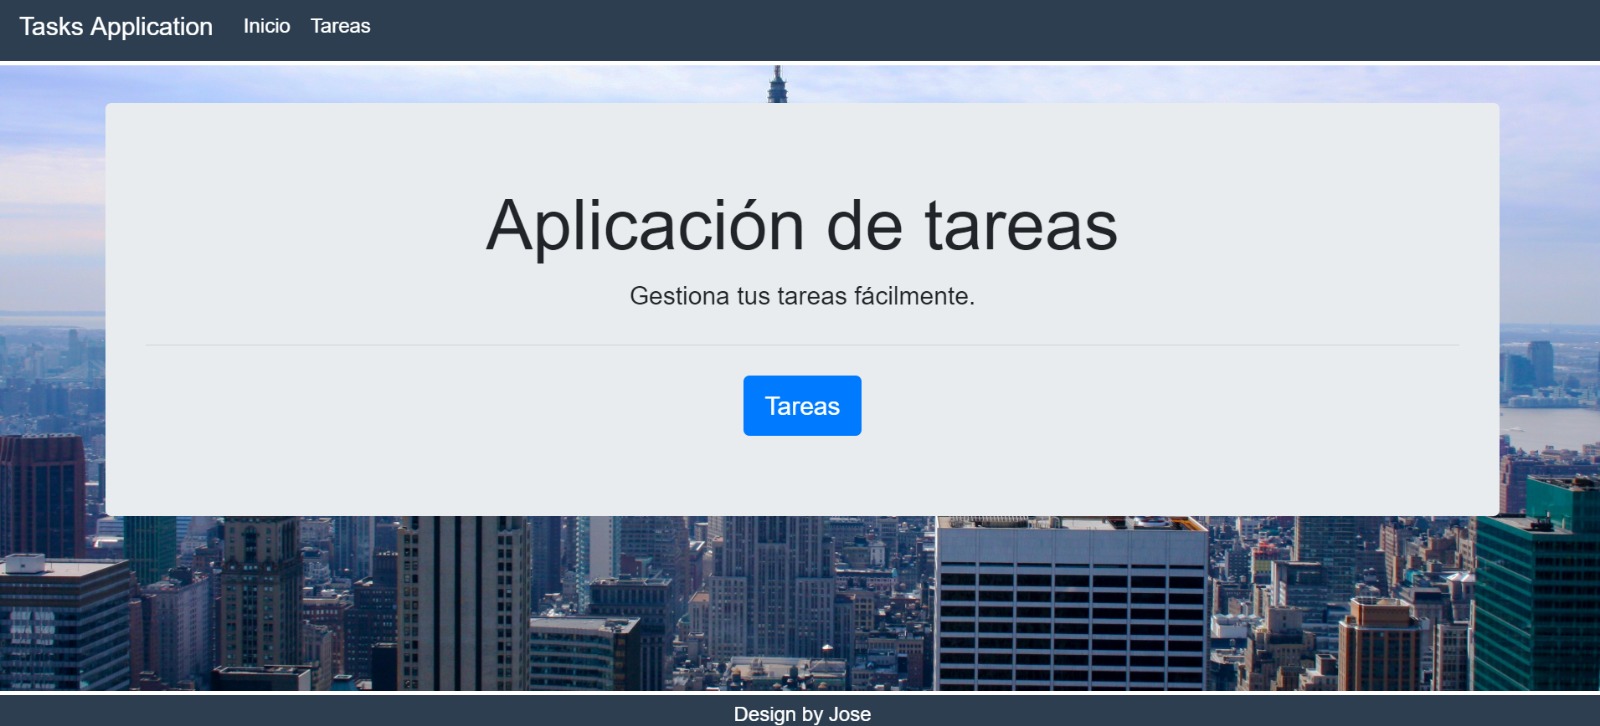 Tasks Application Inicio Tareas
Aplicación de tareas
Gestiona tus tareas fácilmente.
Tareas
Design by Jose